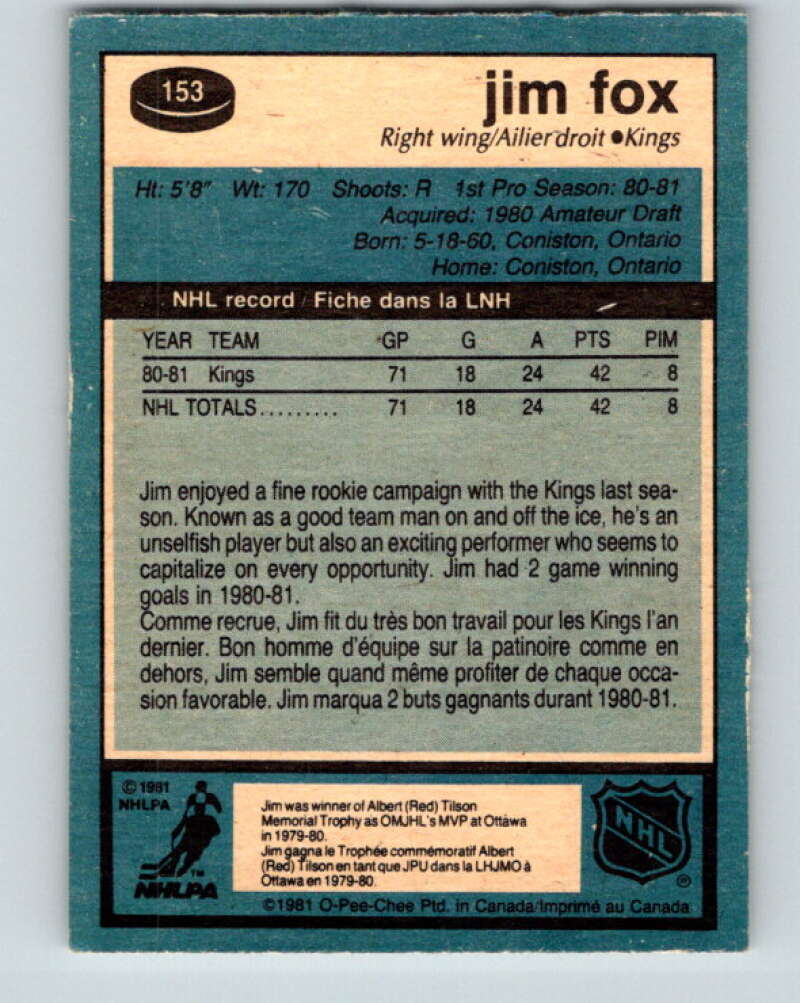 153
jim fox
Right wing/Ailier droit ●Kings
Ht: 5'8" Wt: 170 Shoots: R 1st Pro Season: 80-81
Acquired: 1980 Amateur Draft
Born: 5-18-60, Coniston, Ontario
Home: Coniston, Ontario
NHL record / Fiche dans la LNH
YEAR TEAM GP G A PTS PIM
80-81 Kings 71 18 24 42 8
NHL TOTALS......... 71 18 24 42 8
Jim enjoyed a fine rookie campaign with the Kings last sea-
son. Known as a good team man on and off the ice, he's an
unselfish player but also an exciting performer who seems to
capitalize on every opportunity. Jim had 2 game winning
goals in 1980-81.
Comme recrue, Jim fit du très bon travail pour les Kings l'an
dernier. Bon homme d'équipe sur la patinoire comme en
dehors, Jim semble quand même profiter de chaque occa-
sion favorable. Jim marqua 2 buts gagnants durant 1980-81.
©1981
NHLPA
TM
NHLPA
Jim was winner of Albert (Red) Tilson
Memorial Trophy as OMJHL's MVP at Ottawa
in 1979-80.
Jim gagna le Trophée commémoratif Albert
(Red) Tilson en tant que JPU dans la LHJMO à
Ottawa en 1979-80.
NHL
®
©1981 O-Pee-Chee Ptd. in Canada/Imprimé au Canada